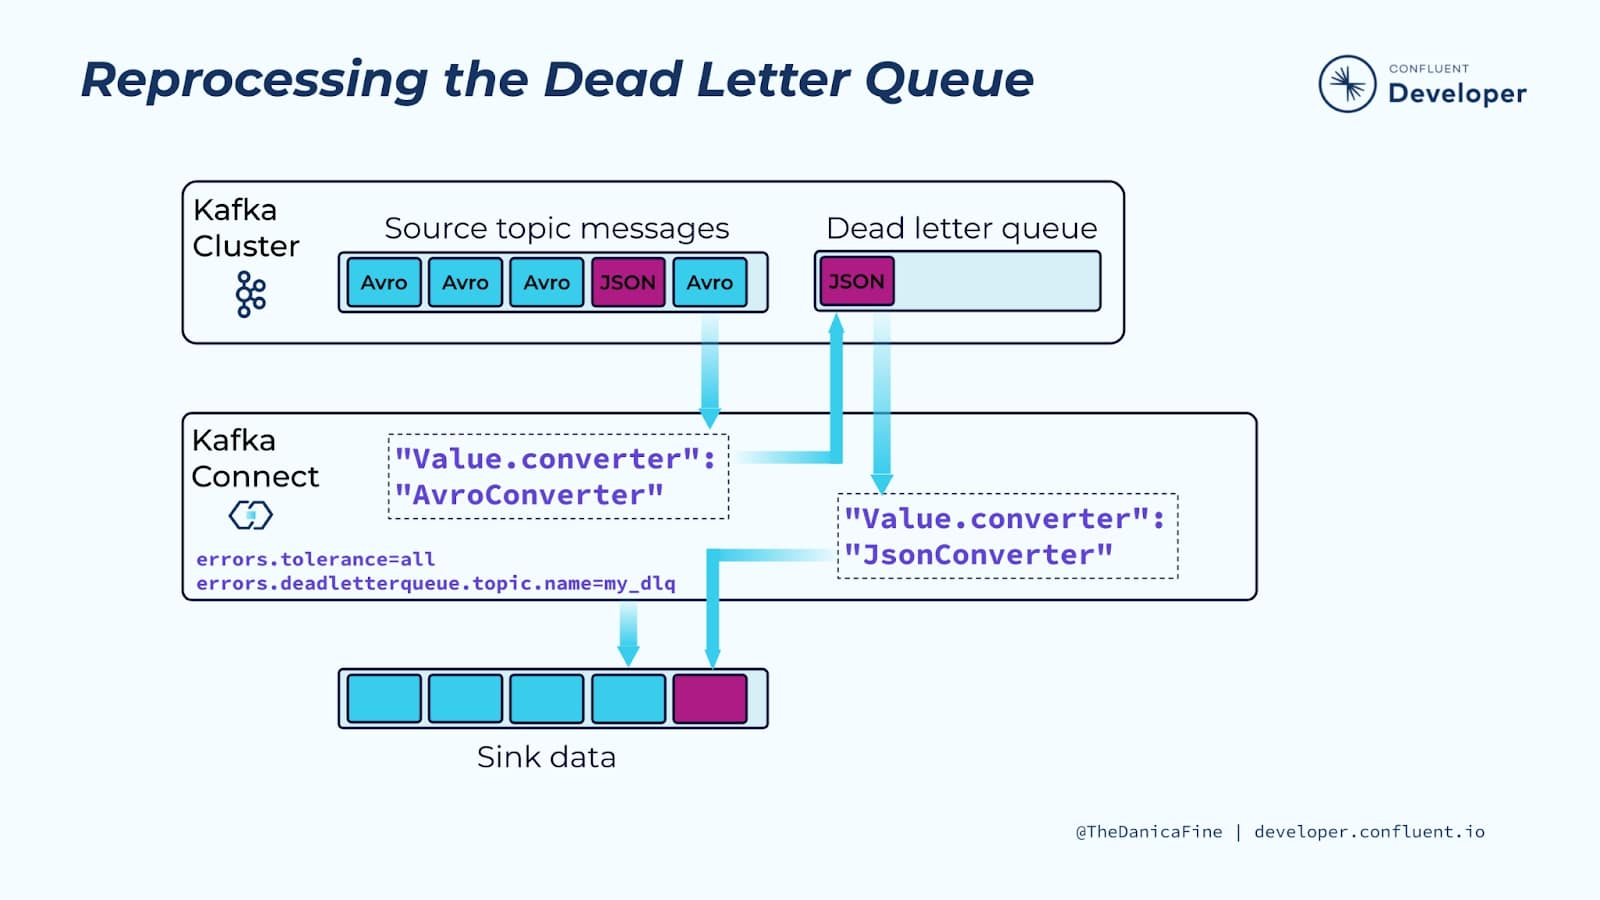 Reprocessing the Dead Letter Queue
CONFLUENT
Developer
Kafka
Cluster
Source topic messages
Avro
Avro
Avro
JSON
Avro
Dead letter queue
JSON
Kafka
Connect
"Value.converter":
"AvroConverter"
"Value.converter":
"JsonConverter"
errors.tolerance=all
errors.deadletterqueue.topic.name=my_dlq
Sink data
@TheDanicaFine | developer.confluent.io